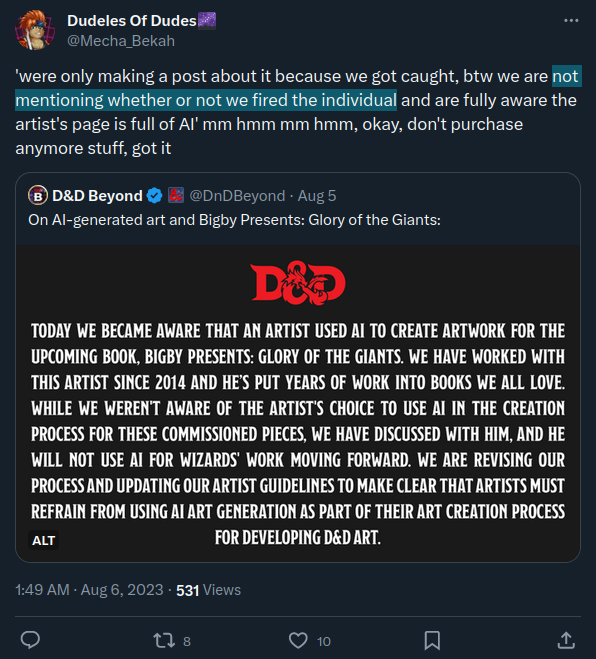 Dudeles Of Dudes
@Mecha_Bekah
'were only making a post about it because we got caught, btw we are not
mentioning whether or not we fired the individual and are fully aware the
artist's page is full of AI' mm hmm mm hmm, okay, don't purchase
anymore stuff, got it
B D&D Beyond @DnDBeyond · Aug 5
On AI-generated art and Bigby Presents: Glory of the Giants:
D&D
TODAY WE BECAME AWARE THAT AN ARTIST USED AI TO CREATE ARTWORK FOR THE
UPCOMING BOOK, BIGBY PRESENTS: GLORY OF THE GIANTS. WE HAVE WORKED WITH
THIS ARTIST SINCE 2014 AND HE'S PUT YEARS OF WORK INTO BOOKS WE ALL LOVE.
WHILE WE WEREN'T AWARE OF THE ARTIST'S CHOICE TO USE AI IN THE CREATION
PROCESS FOR THESE COMMISSIONED PIECES, WE HAVE DISCUSSED WITH HIM, AND HE
WILL NOT USE AI FOR WIZARDS' WORK MOVING FORWARD. WE ARE REVISING OUR
PROCESS AND UPDATING OUR ARTIST GUIDELINES TO MAKE CLEAR THAT ARTISTS MUST
REFRAIN FROM USING AI ART GENERATION AS PART OF THEIR ART CREATION PROCESS
FOR DEVELOPING D&D ART.
ALT
1:49 AM · Aug 6, 2023 · 531 Views
8
10